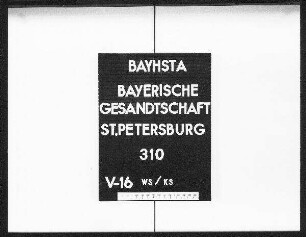 BAYHSTA
BAYERISCHE
GESANDTSCHAFT
ST.PETERSBURG
310
V-16 WS/KS